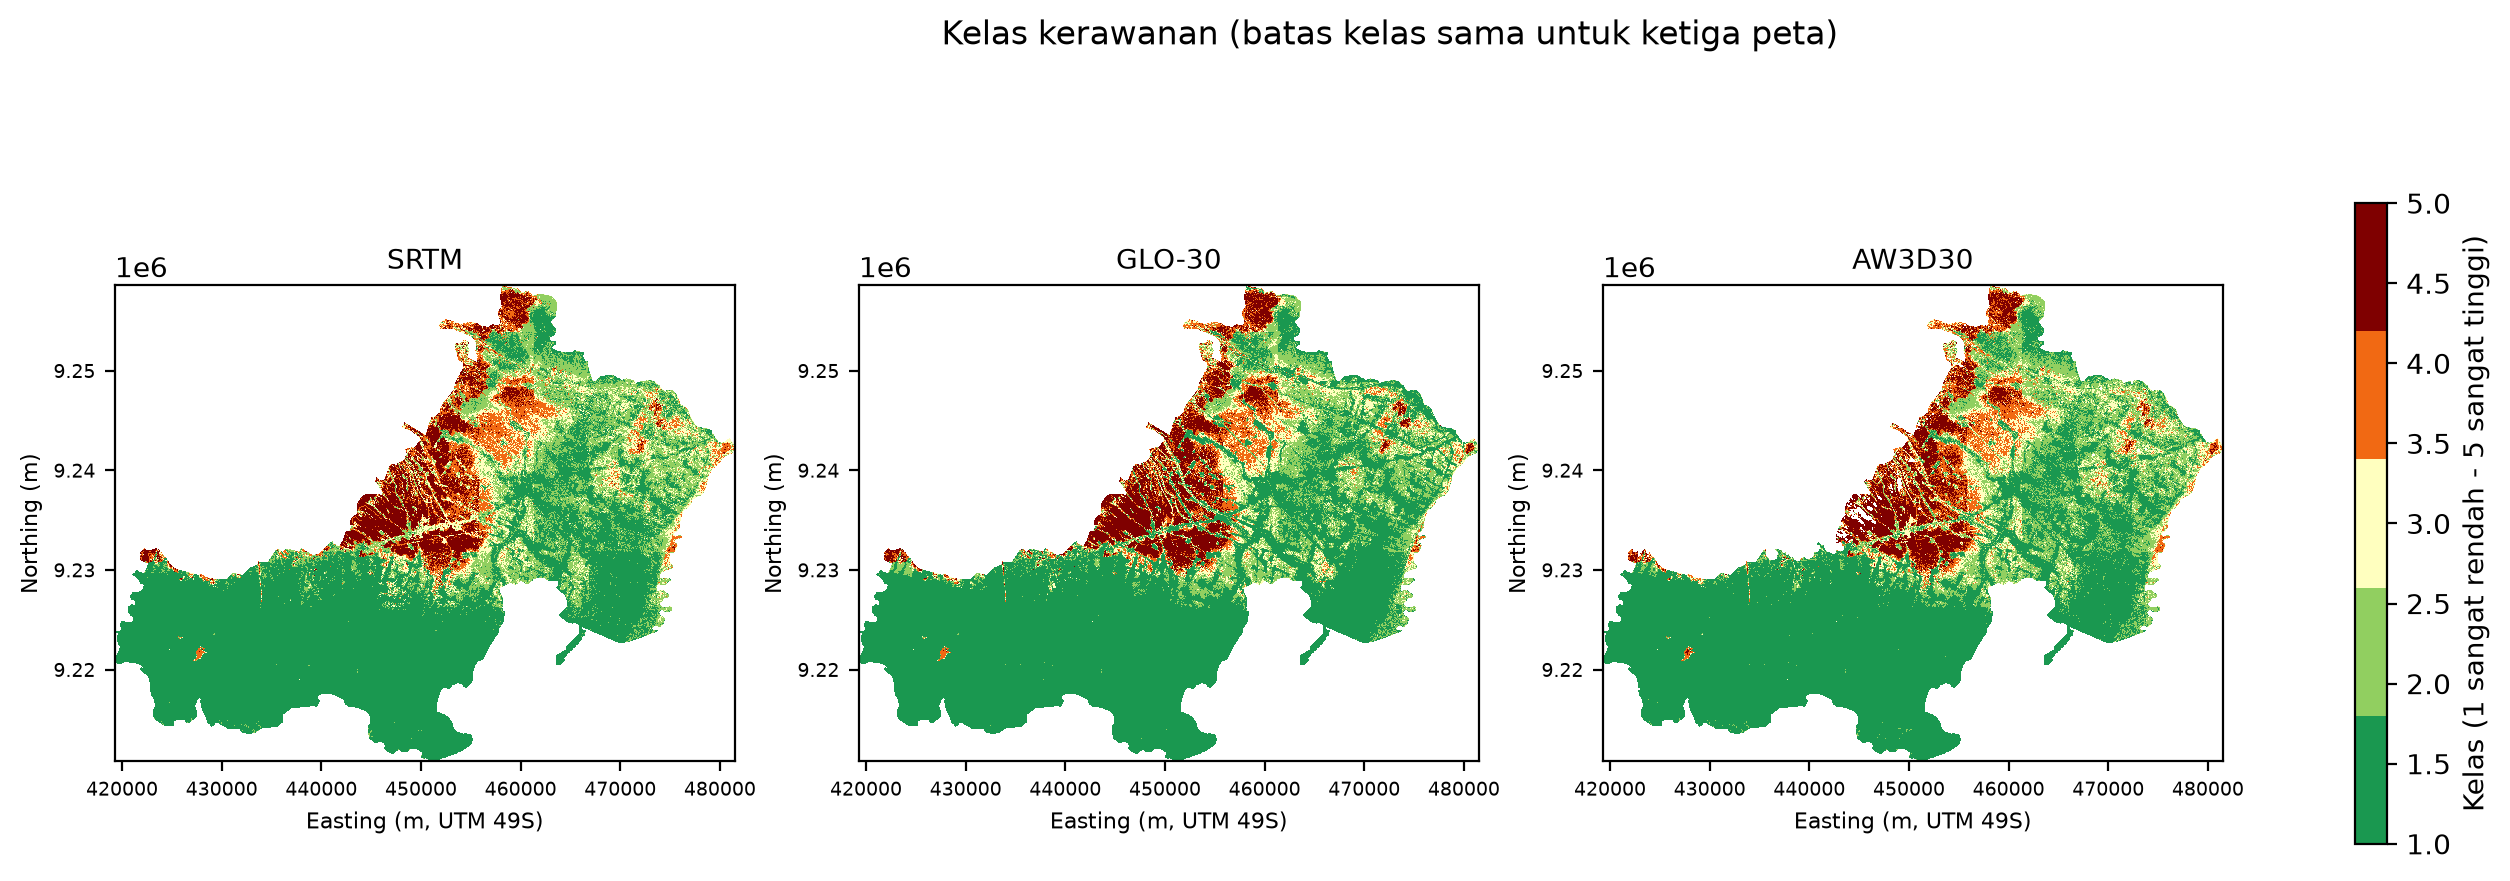 Kelas kerawanan (batas kelas sama untuk ketiga peta)
SRTM
1e6
9.25
9.24
9.23
9.22
Northing (m)
420000 430000 440000 450000 460000 470000 480000
Easting (m, UTM 49S)
GLO-30
1e6
9.25
9.24
9.23
9.22
Northing (m)
420000 430000 440000 450000 460000 470000 480000
Easting (m, UTM 49S)
AW3D30
1e6
9.25
9.24
9.23
9.22
Northing (m)
420000 430000 440000 450000 460000 470000 480000
Easting (m, UTM 49S)
5.0
4.5
4.0
3.5
3.0
2.5
2.0
1.5
1.0
Kelas (1 sangat rendah - 5 sangat tinggi)